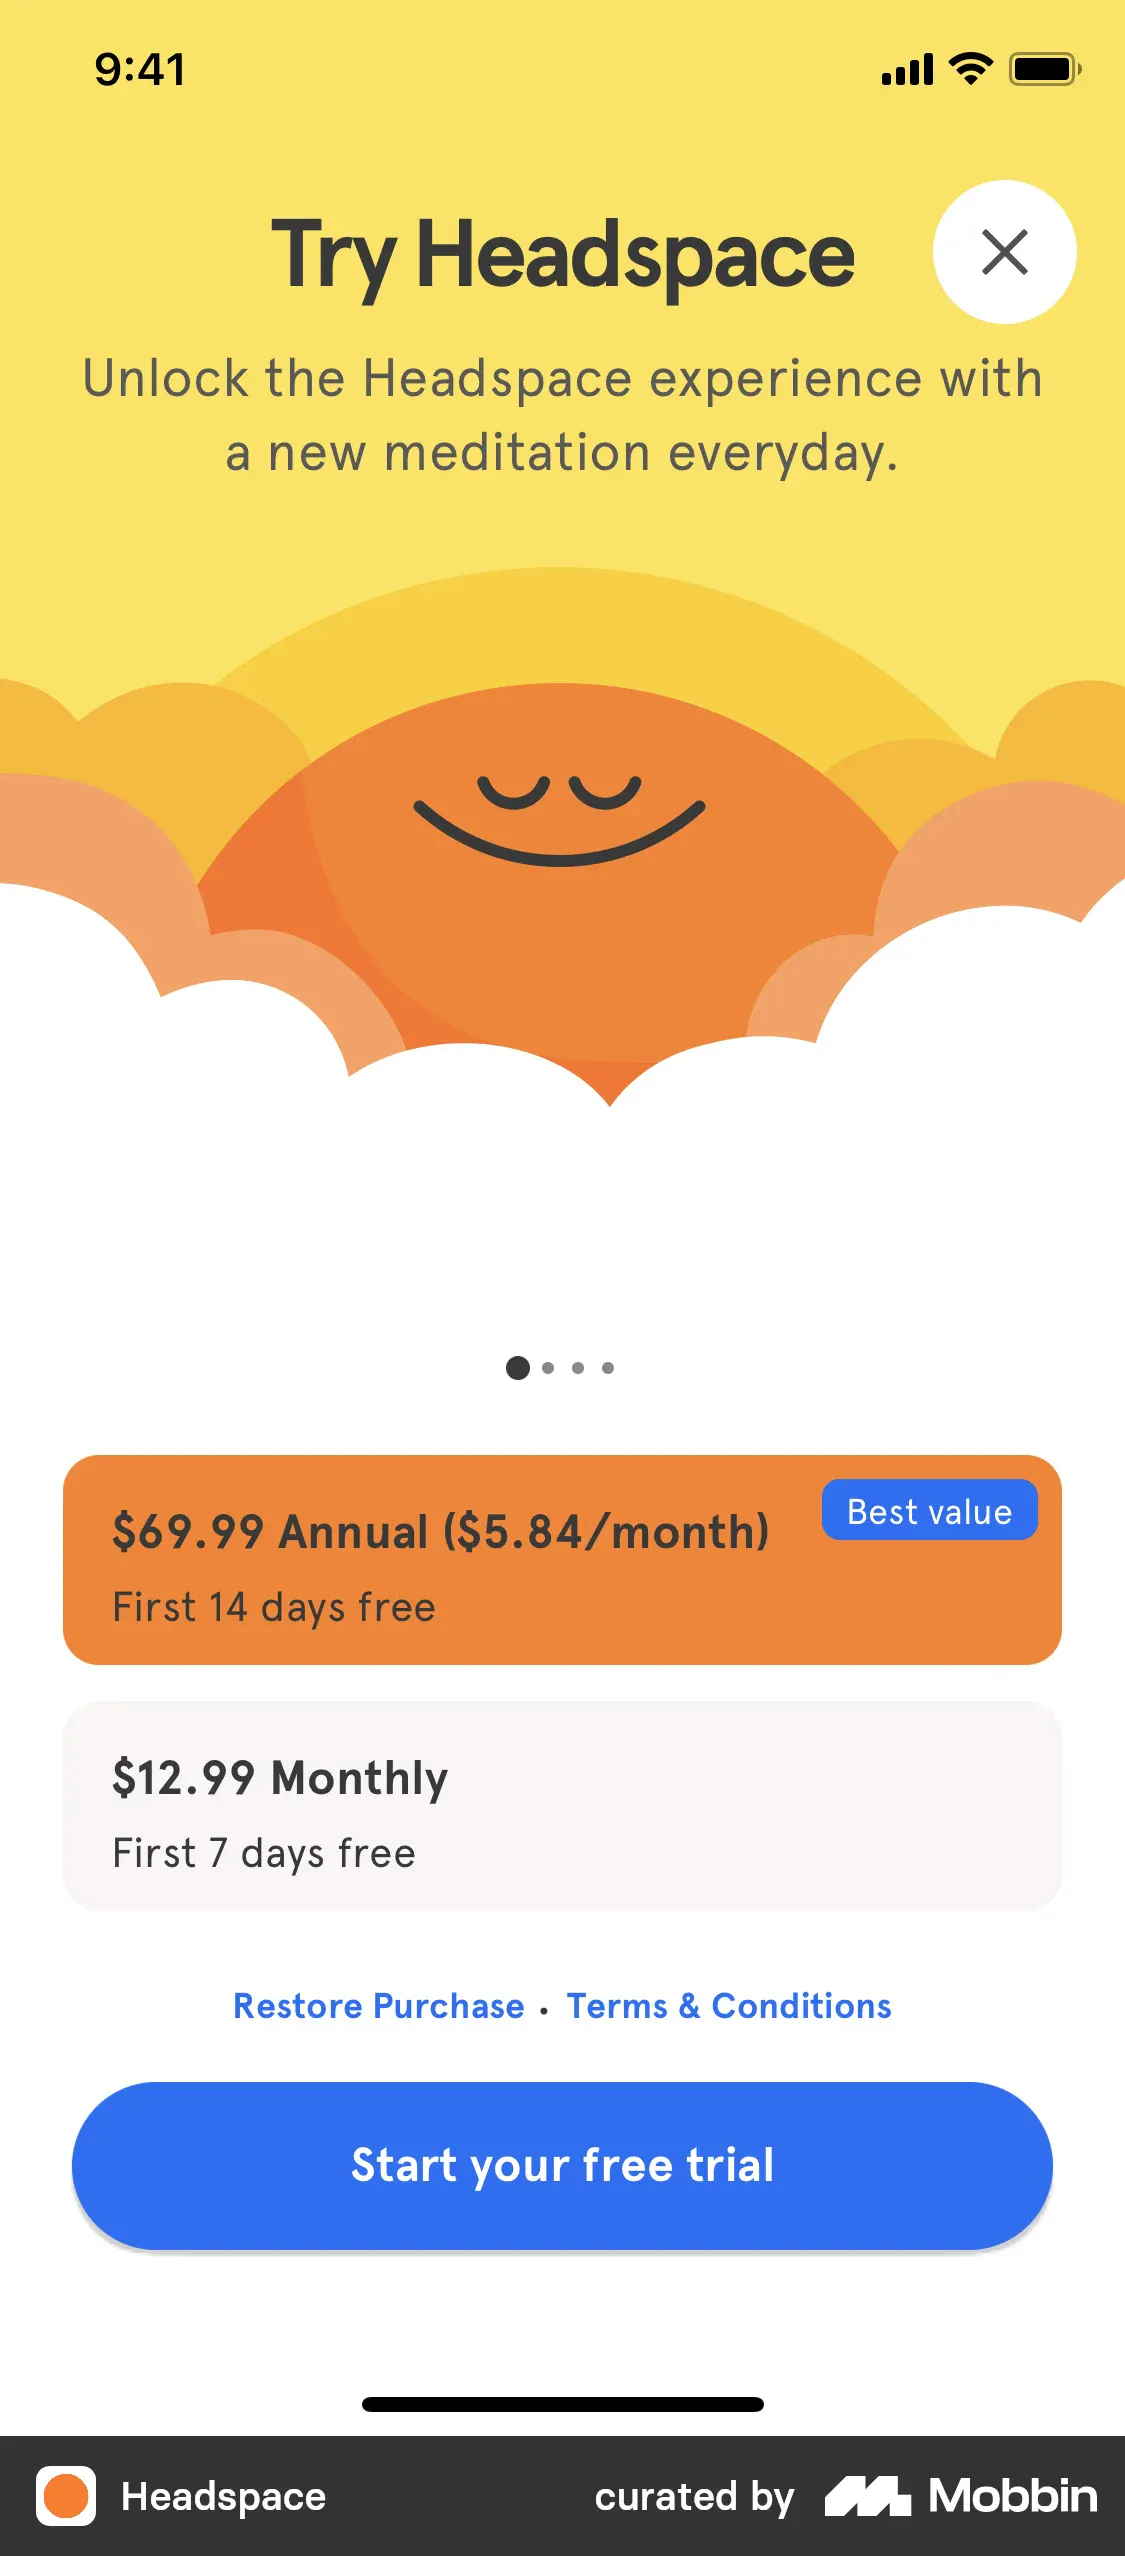 9:41
Try Headspace
Unlock the Headspace experience with
a new meditation everyday.
$69.99 Annual ($5.84/month)
Best value
First 14 days free
$12.99 Monthly
First 7 days free
Restore Purchase • Terms & Conditions
Start your free trial
Headspace
curated by Mobbin